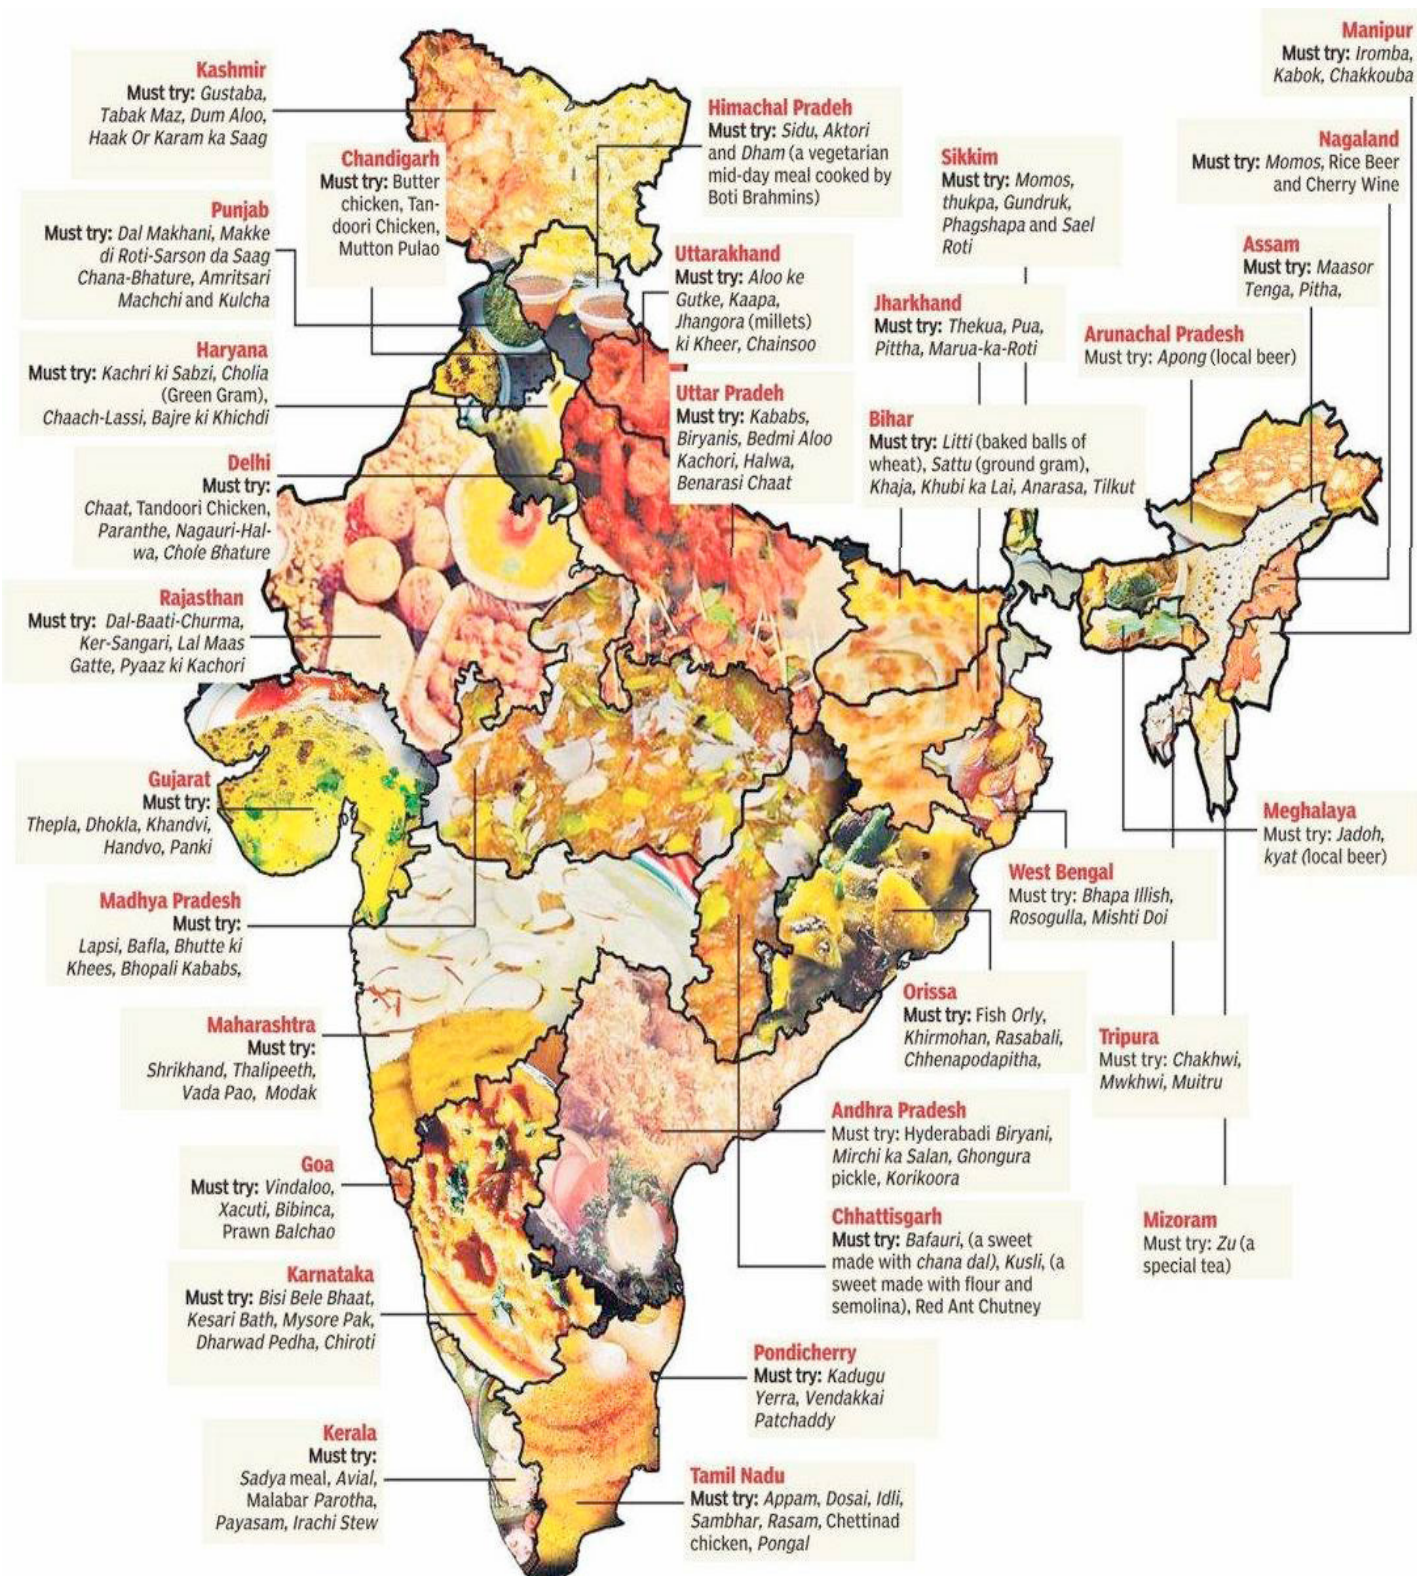 Manipur
Must try: Iromba,
Kabok, Chakkouba
Kashmir
Must try: Gustaba,
Tabak Maz, Dum Aloo,
Haak Or Karam ka Saag
Himachal Pradeh
Must try: Sidu, Aktori
and Dham (a vegetarian
mid-day meal cooked by
Boti Brahmins)
Nagaland
Must try: Momos, Rice Beer
and Cherry Wine
Chandigarh
Must try: Butter
chicken, Tan-
doori Chicken,
Mutton Pulao
Sikkim
Must try: Momos,
thukpa, Gundruk,
Phagshapa and Sael
Roti
Punjab
Must try: Dal Makhani, Makke
di Roti-Sarson da Saag
Chana-Bhature, Amritsari
Machchi and Kulcha
Uttarakhand
Must try: Aloo ke
Gutke, Kaapa,
Jhangora (millets)
ki Kheer, Chainsoo
Assam
Must try: Maasor
Tenga, Pitha,
Jharkhand
Must try: Thekua, Pua,
Pittha, Marua-ka-Roti
Arunachal Pradesh
Must try: Apong (local beer)
Haryana
Must try: Kachri ki Sabzi, Cholia
(Green Gram),
Chaach-Lassi, Bajre ki Khichdi
Uttar Pradeh
Must try: Kababs,
Biryanis, Bedmi Aloo
Kachori, Halwa,
Benarasi Chaat
Bihar
Must try: Litti (baked balls of
wheat), Sattu (ground gram),
Khaja, Khubi ka Lai, Anarasa, Tilkut
Delhi
Must try:
Chaat, Tandoori Chicken,
Paranthe, Nagauri-Hal-
wa, Chole Bhature
Rajasthan
Must try: Dal-Baati-Churma,
Ker-Sangari, Lal Maas
Gatte, Pyaaz ki Kachori
Gujarat
Must try:
Thepla, Dhokla, Khandvi,
Handvo, Panki
Meghalaya
Must try: Jadoh,
kyat (local beer)
West Bengal
Must try: Bhapa Illish,
Rosogulla, Mishti Doi
Madhya Pradesh
Must try:
Lapsi, Bafla, Bhutte ki
Khees, Bhopali Kababs,
Orissa
Must try: Fish Orly,
Khirmohan, Rasabali,
Chhenapodapitha,
Maharashtra
Must try:
Shrikhand, Thalipeeth,
Vada Pao, Modak
Tripura
Must try: Chakhwi,
Mwkhwi, Muitru
Andhra Pradesh
Must try: Hyderabadi Biryani,
Mirchi ka Salan, Ghongura
pickle, Korikoora
Goa
Must try: Vindaloo,
Xacuti, Bibinca,
Prawn Balchao
Chhattisgarh
Must try: Bafauri, (a sweet
made with chana dal), Kusli, (a
sweet made with flour and
semolina), Red Ant Chutney
Mizoram
Must try: Zu (a
special tea)
Karnataka
Must try: Bisi Bele Bhaat,
Kesari Bath, Mysore Pak,
Dharwad Pedha, Chiroti
Pondicherry
Must try: Kadugu
Yerra, Vendakkai
Patchaddy
Kerala
Must try:
Sadya meal, Avial,
Malabar Parotha,
Payasam, Irachi Stew
Tamil Nadu
Must try: Appam, Dosai, Idli,
Sambhar, Rasam, Chettinad
chicken, Pongal